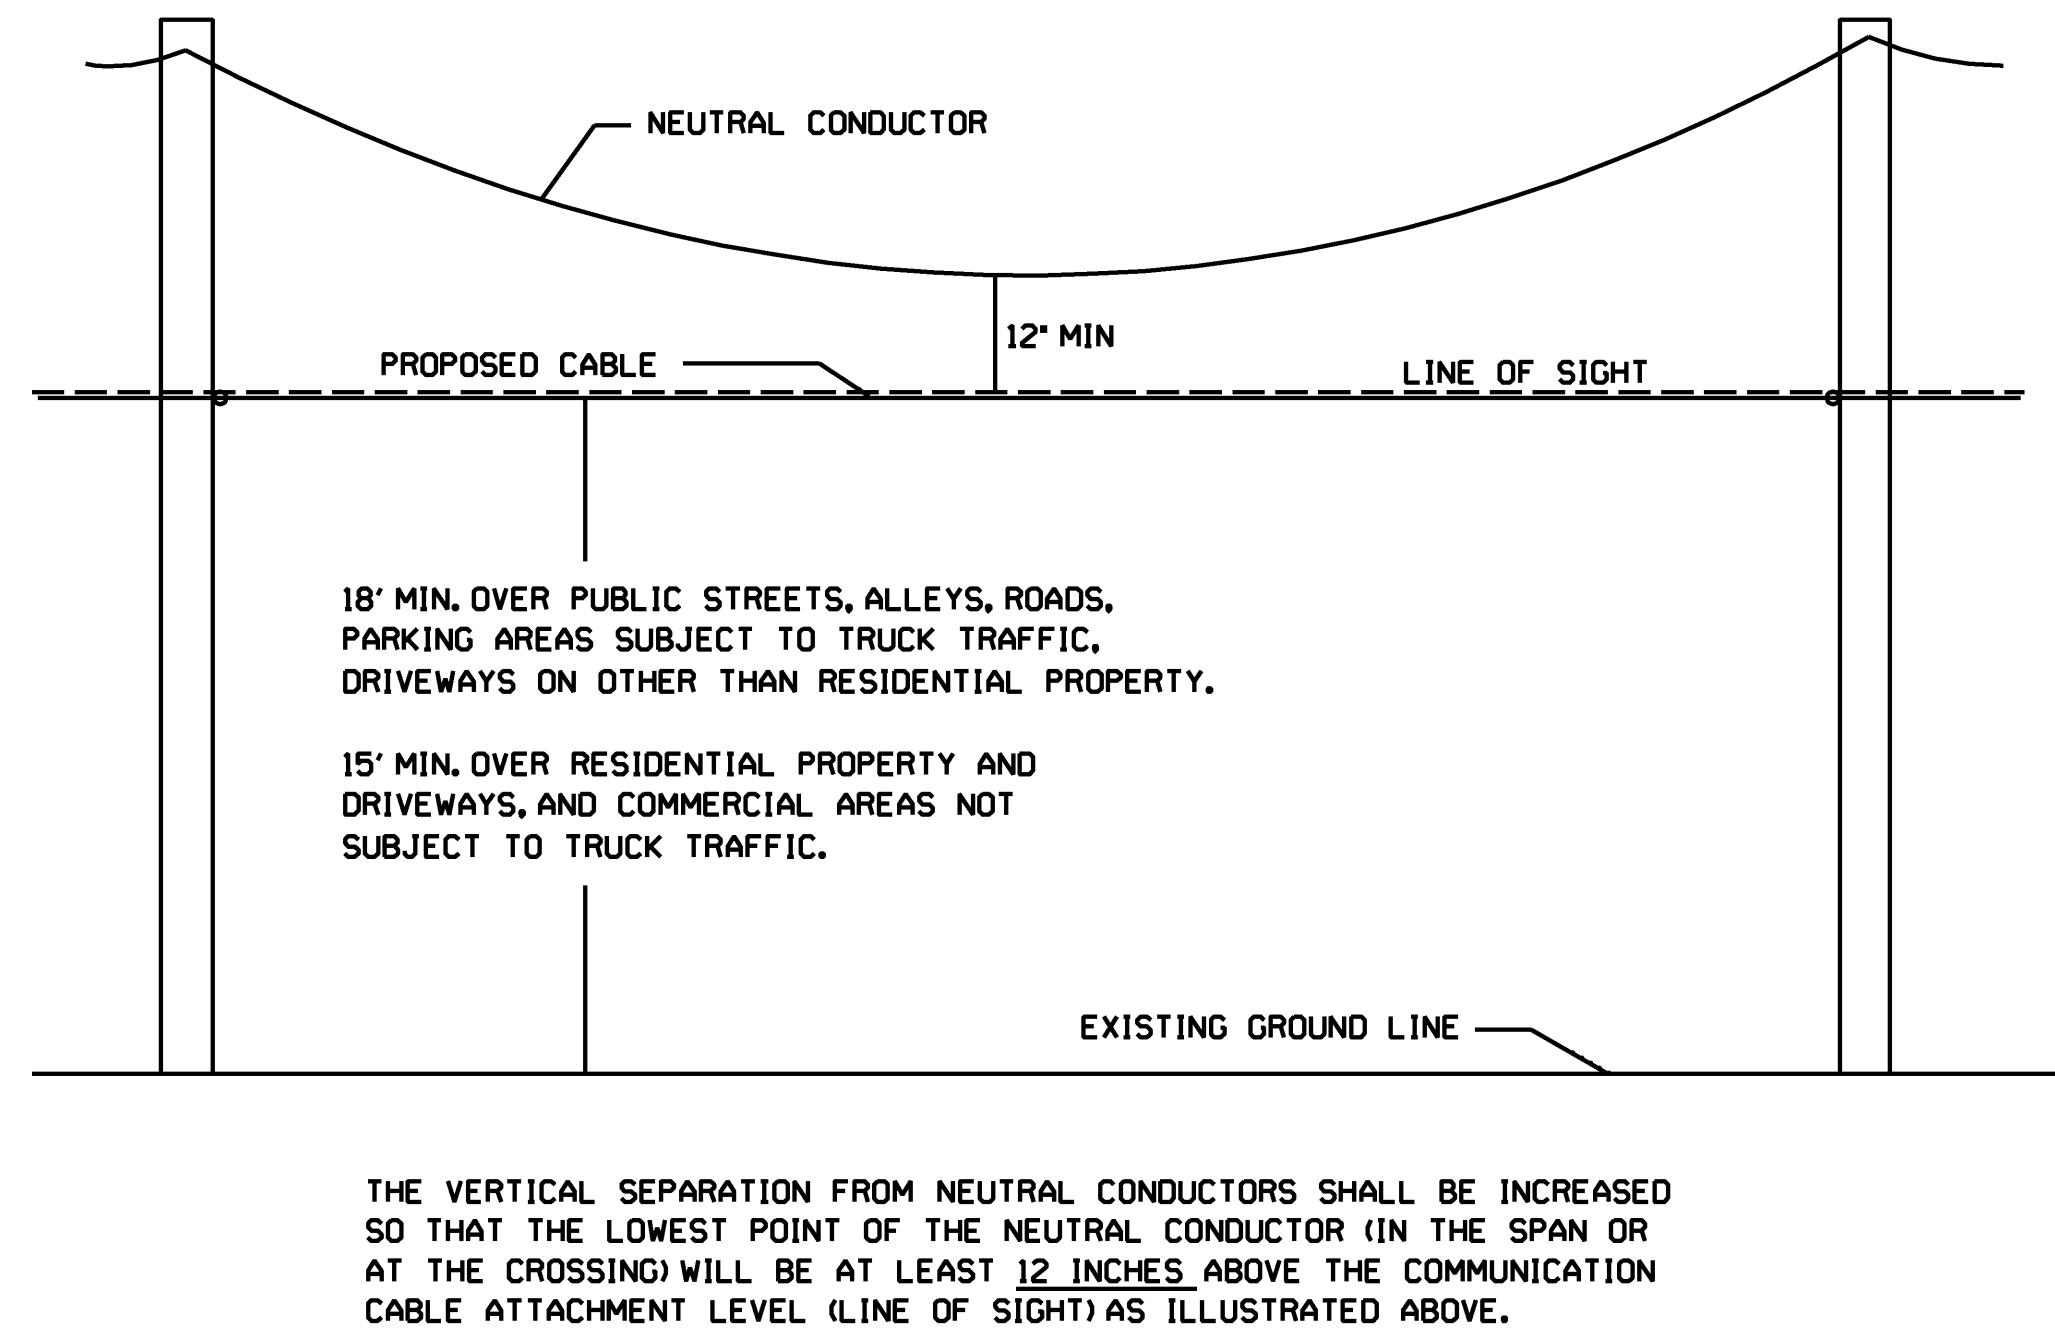 NEUTRAL CONDUCTOR
12" MIN
PROPOSED CABLE
LINE OF SIGHT
18' MIN. OVER PUBLIC STREETS, ALLEYS, ROADS,
PARKING AREAS SUBJECT TO TRUCK TRAFFIC,
DRIVEWAYS ON OTHER THAN RESIDENTIAL PROPERTY.
15' MIN. OVER RESIDENTIAL PROPERTY AND
DRIVEWAYS, AND COMMERCIAL AREAS NOT
SUBJECT TO TRUCK TRAFFIC.
EXISTING GROUND LINE
THE VERTICAL SEPARATION FROM NEUTRAL CONDUCTORS SHALL BE INCREASED
SO THAT THE LOWEST POINT OF THE NEUTRAL CONDUCTOR (IN THE SPAN OR
AT THE CROSSING) WILL BE AT LEAST 12 INCHES ABOVE THE COMMUNICATION
CABLE ATTACHMENT LEVEL (LINE OF SIGHT) AS ILLUSTRATED ABOVE.